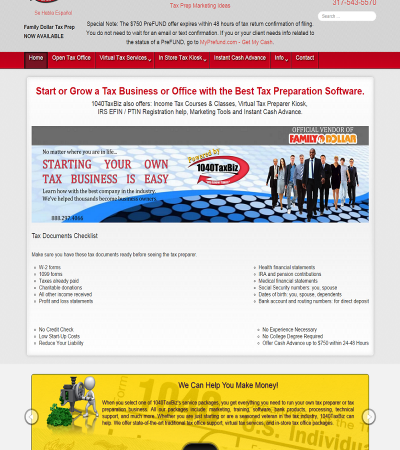 Tax Prep Marketing Ideas
317-543-5570
Se Habla Español
Family Dollar Tax Prep
NOW AVAILABLE
Special Note: The $750 PreFUND offer expires within 48 hours of tax return confirmation of filing.
You do not need to wait for an email or text confirmation. If you or your client needs info related to
the status of a PreFUND, go to MyPrefund.com - Get My Cash.
Search...
Home
Open Tax Office
Virtual Tax Services
In Store Tax Kiosk
Instant Cash Advance
Info
Contact
Start or Grow a Tax Business or Office with the Best Tax Preparation Software.
1040TaxBiz also offers: Income Tax Courses & Classes, Virtual Tax Preparer Kiosk,
IRS EFIN / PTIN Registration help, Marketing Tools and Instant Cash Advance.
OFFICIAL VENDOR OF
FAMILY DOLLAR
No matter where you are in life...
STARTING YOUR OWN
TAX BUSINESS IS EASY
Learn how with the best company in the industry.
We've helped thousands become business owners.
888.292.4066
Powered by
1040TaxBiz
Tax Documents Checklist
Make sure you have these tax documents ready before seeing the tax preparer.
W-2 forms
1099 forms
Taxes already paid
Charitable donations
All other income received
Profit and loss statements
Health financial statements
IRA and pension contributions
Medical financial statements
Social Security numbers: you, spouse
Dates of birth: you, spouse, dependents
Bank account and routing numbers: for direct deposit
No Credit Check
Low Start-Up Costs
Reduce Your Liability
No Experience Necessary
No College Degree Required
Offer Cash Advance up to $750 within 24-48 Hours
We Can Help You Make Money!
When you select one of 1040TaxBiz's service packages, you get everything you need to run your own tax preparer or tax
preparation business. All our packages include: marketing, training, software, bank products, processing, technical
support, and much more. Whether you are just starting or are a seasoned veteran in the tax industry, 1040TaxBiz can
help. We offer state-of-the-art traditional tax office support, virtual tax services, and in-store tax office packages.
1040
U.S. Individual